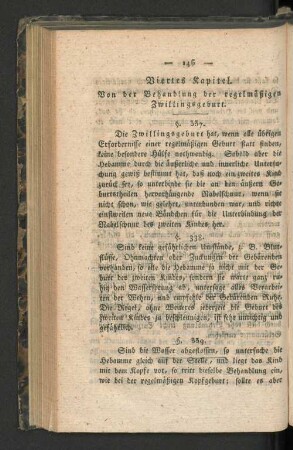 — 146 —
Viertes Kapitel.
Von der Behandlung der regelmäßigen
Zwillingsgeburt.
§. 337.
Die Zwillingsgeburt hat, wenn alle übrigen
Erfordernisse einer regelmäßigen Geburt statt finden,
keine besondere Hülfe nothwendig. Sobald aber die
Hebamme durch die äußerliche und innerliche Untersu-
chung gewiß bestimmt hat, daß noch ein zweites Kind
zurück sey, so unterbinde sie die an den äußern Ge-
burtstheilen hervorhängende Nabelschnur, wenn sie
nicht schon, wie gelehrt, unterbunden war, und richte
einstweilen neue Bändchen für die Unterbindung der
Nabelschnur des zweiten Kindes her.
§. 338.
Sind keine gefährlichen Umstände, z. B. Blut-
flüsse, Ohnmachten oder Zuckungen der Gebärenden
vorhanden, so eile die Hebamme ja nicht mit der Ge-
burt des zweiten Kindes, sondern sie warte ganz ru-
hig den Wassersprung ab, untersage alles Verarbei-
ten der Wehen, und empfehle der Gebärenden Ruhe.
Die Regel: ohne Weiteres jederzeit die Geburt des
zweiten Kindes zu beschleunigen, ist sehr unrichtig und
gefährlich.
§. 339.
Sind die Wasser abgeflossen, so untersuche die
Hebamme gleich auf der Stelle, und liegt das Kind
mit dem Kopfe vor, so tritt dieselbe Behandlung ein,
wie bei der regelmäßigen Kopfgeburt; sollte es aber